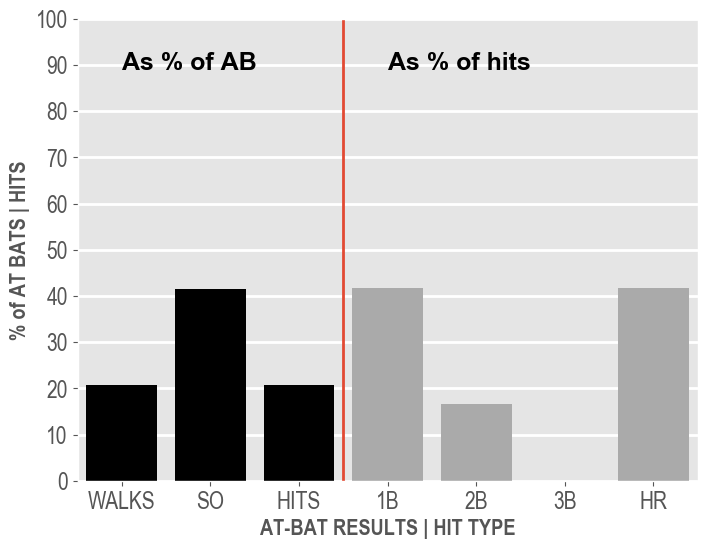 As % of AB
As % of hits
100
90
80
70
60
50
40
30
20
10
0
% of AT BATS | HITS
WALKS SO HITS 1B 2B 3B HR
AT-BAT RESULTS | HIT TYPE